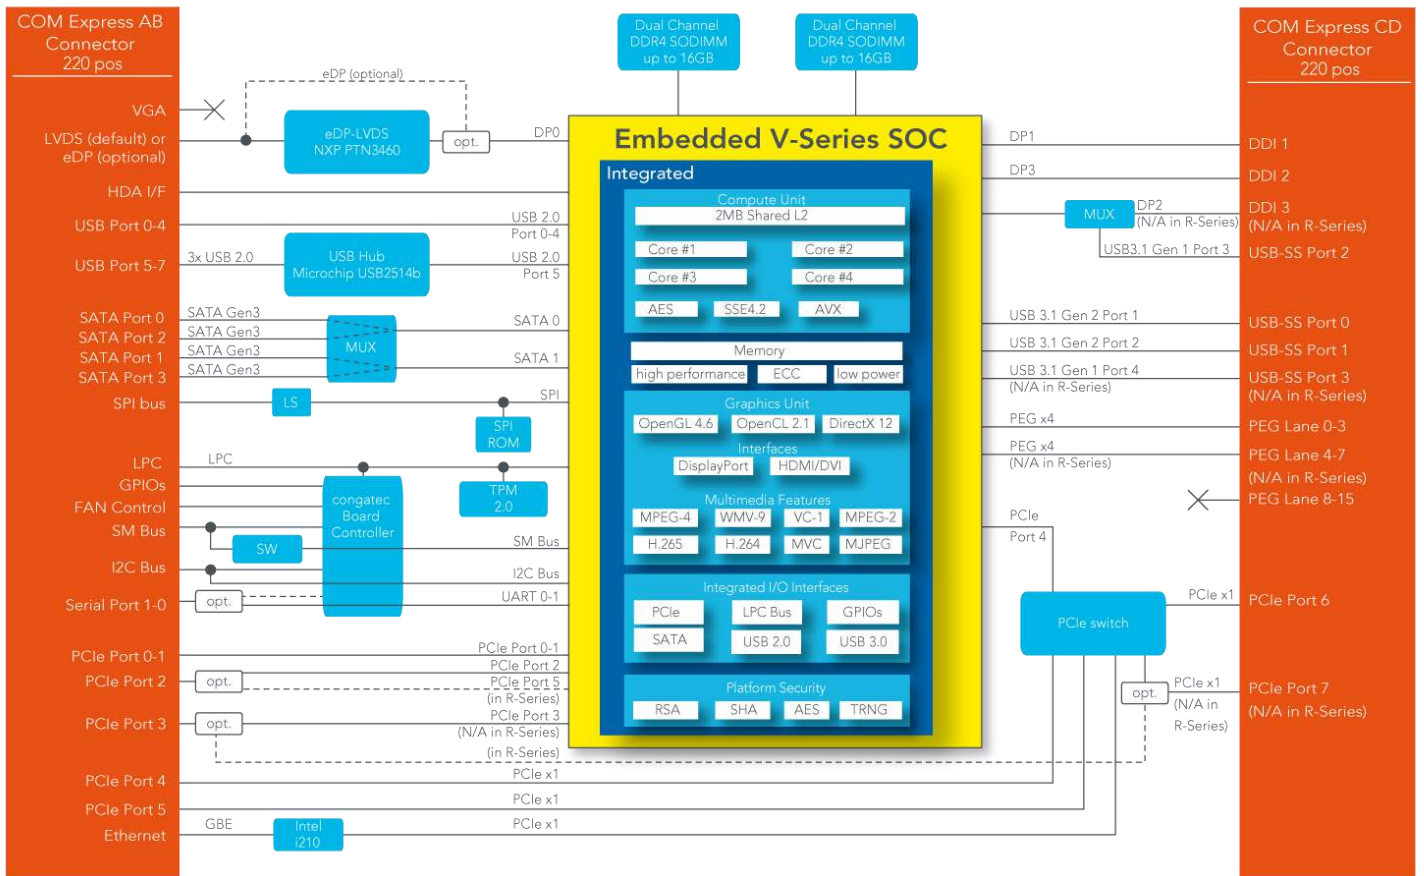 COM Express AB
Connector
220 pos
VGA
LVDS (default) or
eDP (optional)
HDA I/F
USB Port 0-4
USB Port 5-7
SATA Port 0
SATA Port 2
SATA Port 1
SATA Port 3
SPI bus
LPC
GPIOs
FAN Control
SM Bus
I2C Bus
Serial Port 1-0
PCIe Port 0-1
PCIe Port 2
PCIe Port 3
PCIe Port 4
PCIe Port 5
Ethernet
eDP (optional)
eDP-LVDS
NXP PTN3460
opt.
DP0
USB 2.0
Port 0-4
3x USB 2.0
USB Hub
Microchip USB2514b
USB 2.0
Port 5
SATA Gen3
SATA Gen3
SATA Gen3
SATA Gen3
MUX
SATA 0
SATA 1
LS
SPI
SPI
ROM
LPC
TPM
2.0
congatec
Board
Controller
SW
SM Bus
I2C Bus
opt.
UART 0-1
PCIe Port 0-1
PCIe Port 2
opt.
PCIe Port 5
(in R-Series)
opt.
PCIe Port 3
(N/A in R-Series)
(in R-Series)
PCIe x1
PCIe x1
GBE
Intel
i210
PCIe x1
Dual Channel
DDR4 SODIMM
up to 16GB
Dual Channel
DDR4 SODIMM
up to 16GB
Embedded V-Series SOC
Integrated
Compute Unit
2MB Shared L2
Core #1
Core #2
Core #3
Core #4
AES
SSE4.2
AVX
Memory
high performance
ECC
low power
Graphics Unit
OpenGL 4.6
OpenCL 2.1
DirectX 12
Interfaces
DisplayPort
HDMI/DVI
Multimedia Features
MPEG-4
WMV-9
VC-1
MPEG-2
H.265
H.264
MVC
MJPEG
Integrated I/O Interfaces
PCIe
LPC Bus
GPIOs
SATA
USB 2.0
USB 3.0
Platform Security
RSA
SHA
AES
TRNG
DP1
DP3
MUX
DP2
(N/A in R-Series)
USB3.1 Gen 1 Port 3
USB 3.1 Gen 2 Port 1
USB 3.1 Gen 2 Port 2
USB 3.1 Gen 1 Port 4
(N/A in R-Series)
PEG x4
PEG x4
(N/A in R-Series)
PCIe
Port 4
PCIe switch
PCIe x1
opt.
PCIe x1
(N/A in
R-Series)
COM Express CD
Connector
220 pos
DDI 1
DDI 2
DDI 3
(N/A in R-Series)
USB-SS Port 2
USB-SS Port 0
USB-SS Port 1
USB-SS Port 3
(N/A in R-Series)
PEG Lane 0-3
PEG Lane 4-7
(N/A in R-Series)
PEG Lane 8-15
PCIe Port 6
PCIe Port 7
(N/A in R-Series)